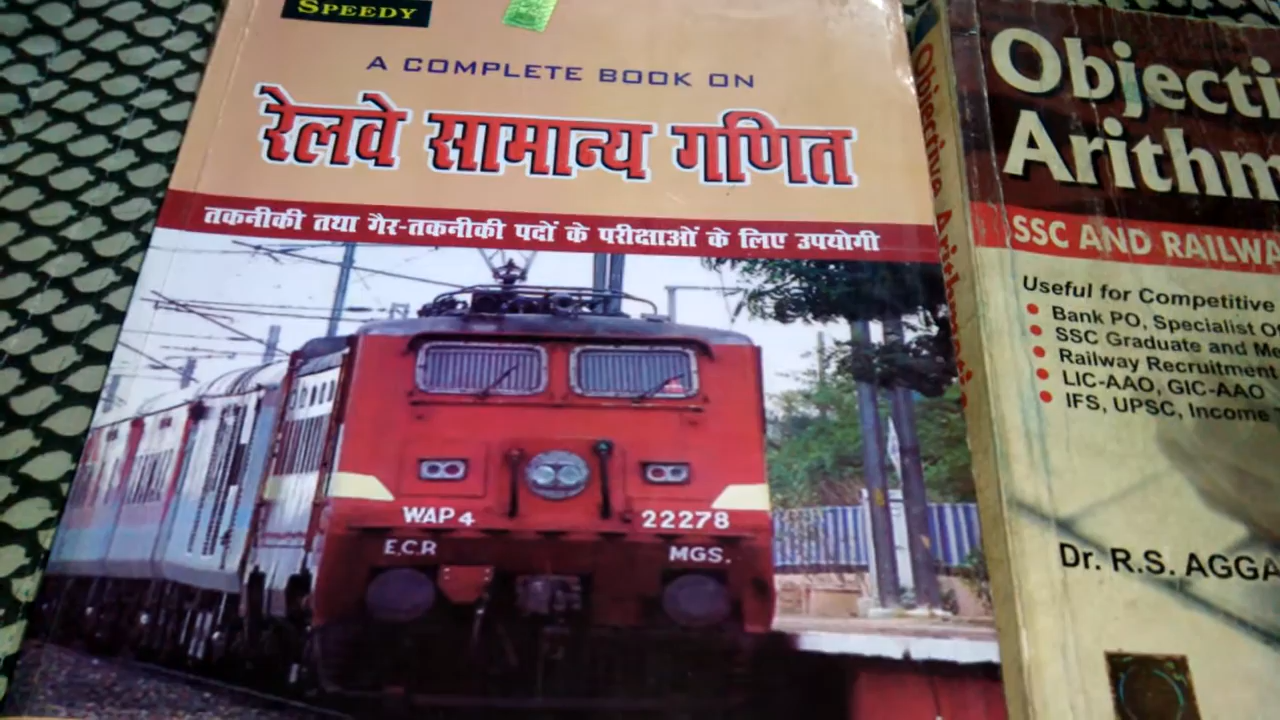 SPEEDY
A COMPLETE BOOK ON
रेलवे सामान्य गणित
तकनीकी तथा गैर-तकनीकी पदों के परीक्षाओं के लिए उपयोगी
WAP 4 22278
E.C.R MGS.
Objective
Objecti
Arithm
SSC AND RAILWA
Useful for Competitive
Bank PO, Specialist Of
SSC Graduate and Me
Railway Recruitment
LIC-AAO, GIC-AAO
IFS, UPSC, Income
Dr. R.S. AGGA